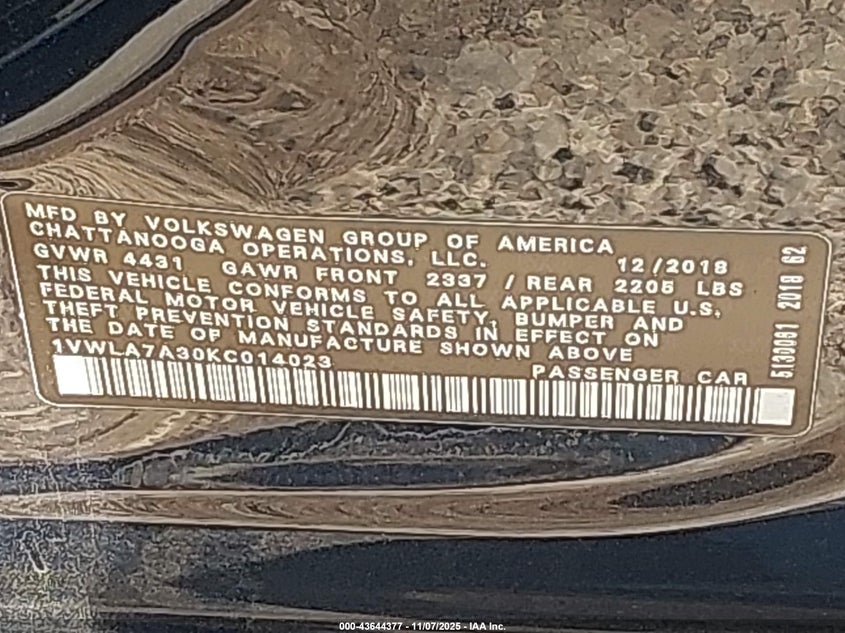 MFD BY VOLKSWAGEN GROUP OF AMERICA
CHATTANOOGA OPERATIONS, LLC. 12/2018
GVWR 4431 GAWR FRONT 2337 / REAR 2205 LBS
THIS VEHICLE CONFORMS TO ALL APPLICABLE U.S.
FEDERAL MOTOR VEHICLE SAFETY, BUMPER AND
THEFT PREVENTION STANDARDS IN EFFECT ON
THE DATE OF MANUFACTURE SHOWN ABOVE
1VWLA7A30KC014023 PASSENGER CAR
5130051 2018 62
000-43644377 - 11/07/2025 - IAA Inc.